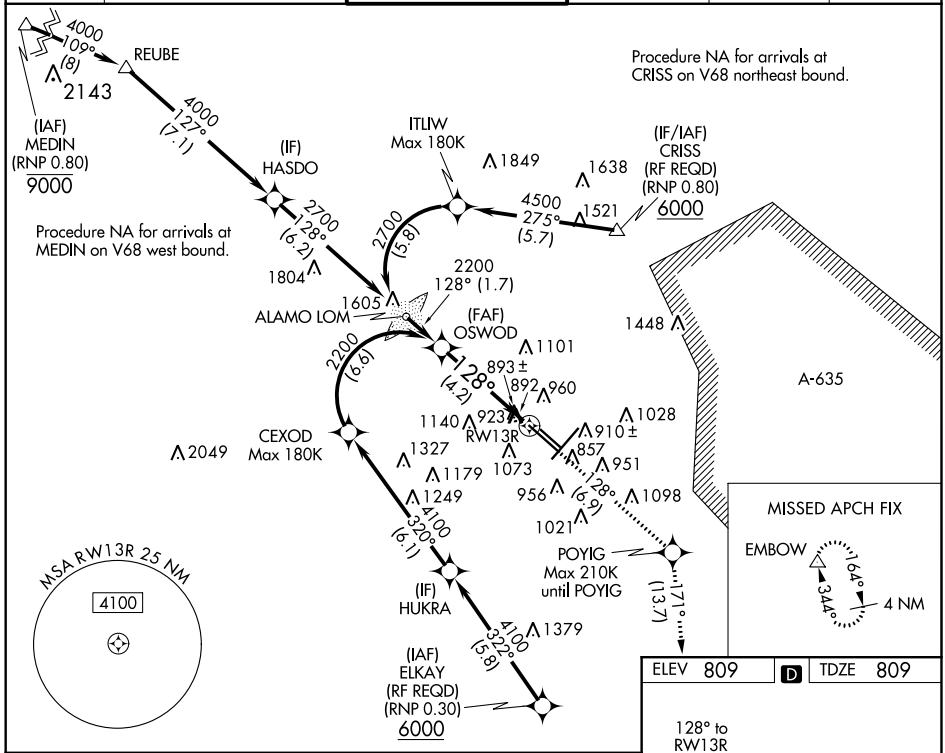 4000
109°
(8)
REUBE
2143
(IAF)
MEDIN
(RNP 0.80)
9000
4000
127°
(7.1)
(IF)
HASDO
Procedure NA for arrivals at
MEDIN on V68 west bound.
2700
128°
(6.2)
1804
ITLIW
Max 180K
1849
1638
1521
4500
275°
(5.7)
(IF/IAF)
CRISS
(RF REQD)
(RNP 0.80)
6000
Procedure NA for arrivals at
CRISS on V68 northeast bound.
2700
(5.8)
2200
128° (1.7)
1605
ALAMO LOM
(FAF)
OSWOD
1448
A-635
2200
(6.6)
128°
(4.2)
1101
893±
892
960
1140
923
RW13R
1028
910±
857
951
1073
CEXOD
Max 180K
2049
1327
1179
1249
956
128°
(6.9)
1098
1021
4100
320°
(6.1)
(IF)
HUKRA
POYIG
Max 210K
until POYIG
171°
(13.7)
MISSED APCH FIX
EMBOW
164°
344°
4 NM
MSA RW13R 25 NM
4100
4100
322°
(5.8)
1379
(IAF)
ELKAY
(RF REQD)
(RNP 0.30)
6000
ELEV 809 D TDZE 809
128° to
RW13R